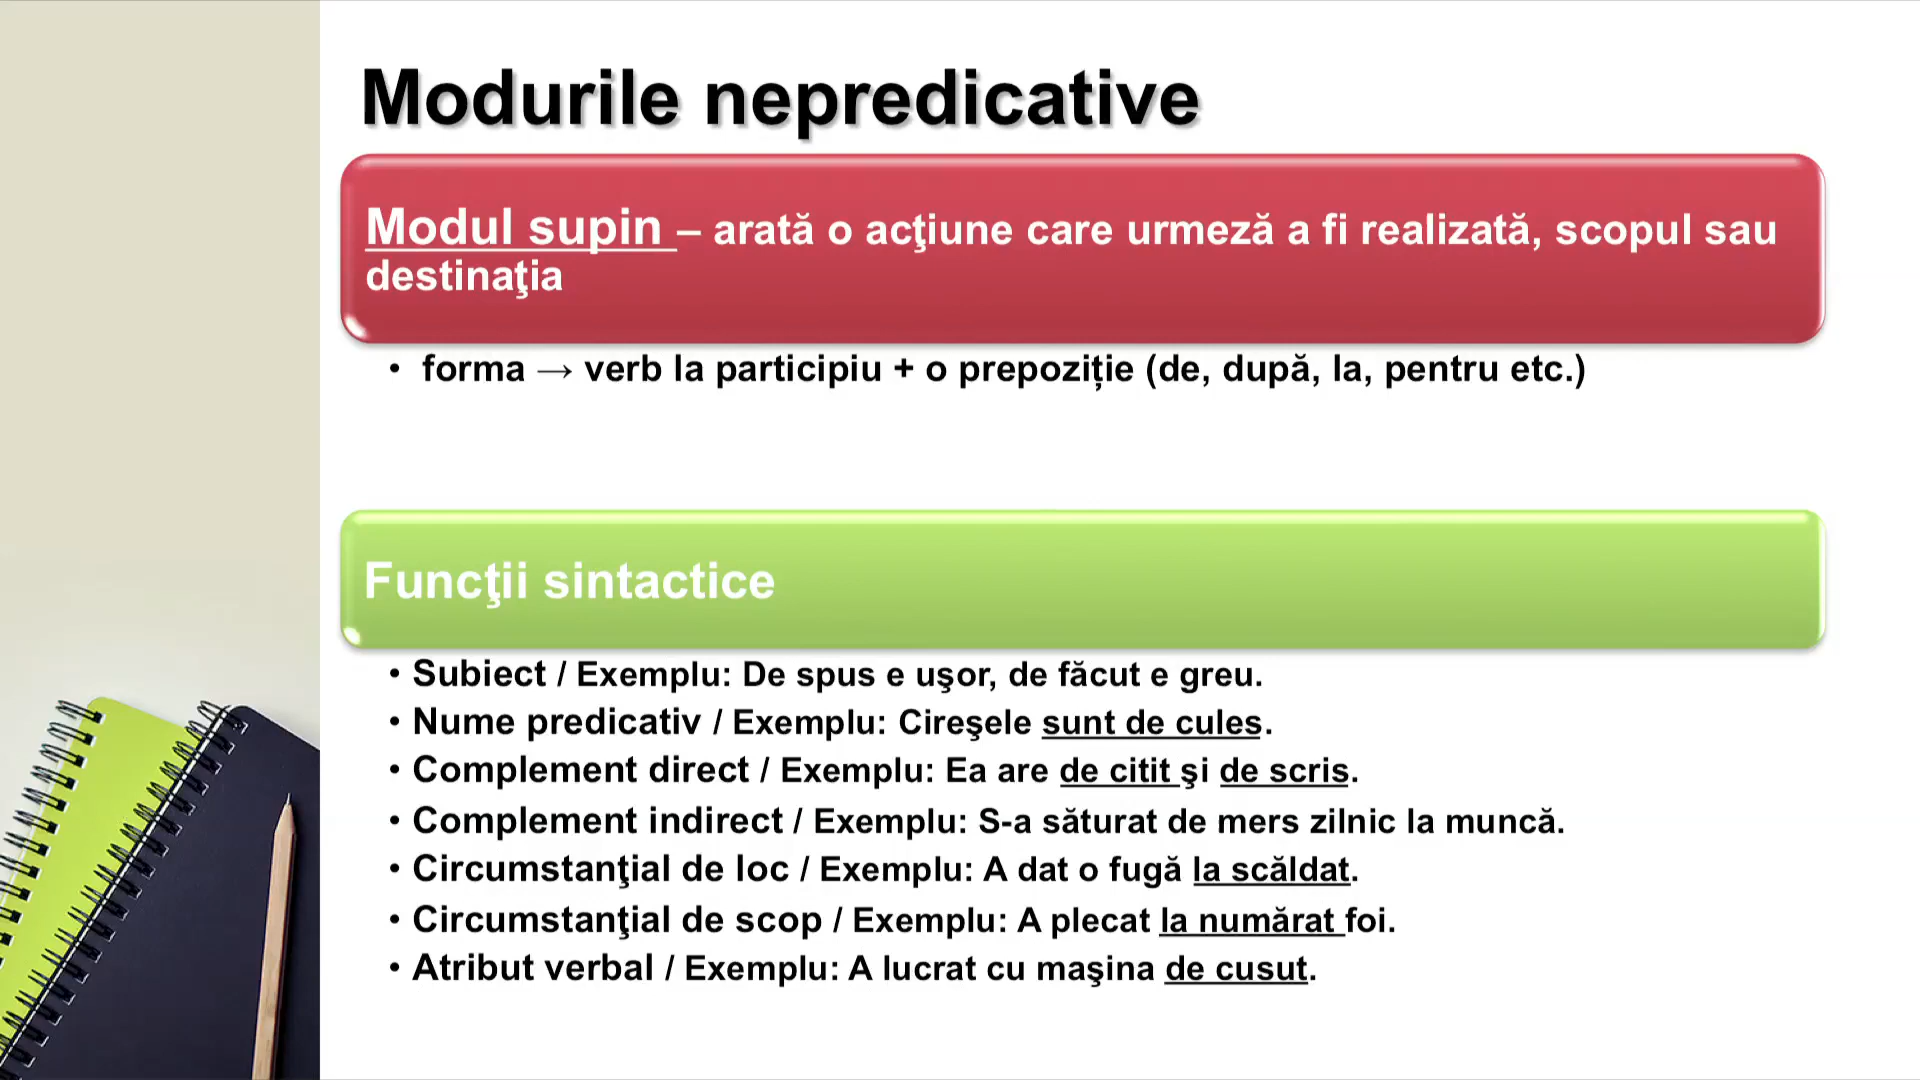 Modurile nepredicative
Modul supin – arată o acţiune care urmeză a fi realizată, scopul sau
destinaţia
• forma → verb la participiu + o prepoziție (de, după, la, pentru etc.)
Funcţii sintactice
• Subiect / Exemplu: De spus e uşor, de făcut e greu.
• Nume predicativ / Exemplu: Cireşele sunt de cules.
• Complement direct / Exemplu: Ea are de citit şi de scris.
• Complement indirect / Exemplu: S-a săturat de mers zilnic la muncă.
• Circumstanţial de loc / Exemplu: A dat o fugă la scăldat.
• Circumstanţial de scop / Exemplu: A plecat la numărat foi.
• Atribut verbal / Exemplu: A lucrat cu maşina de cusut.